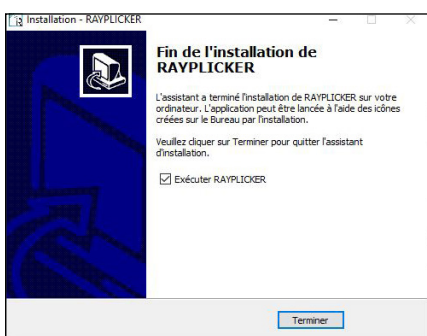 Installation - RAYPLICKER
Fin de l'installation de
RAYPLICKER
L'assistant a terminé l'installation de RAYPLICKER sur votre
ordinateur. L'application peut être lancée à l'aide des icônes
créées sur le Bureau par l'installation.
Veuillez cliquer sur Terminer pour quitter l'assistant
d'installation.
Exécuter RAYPLICKER
Terminer